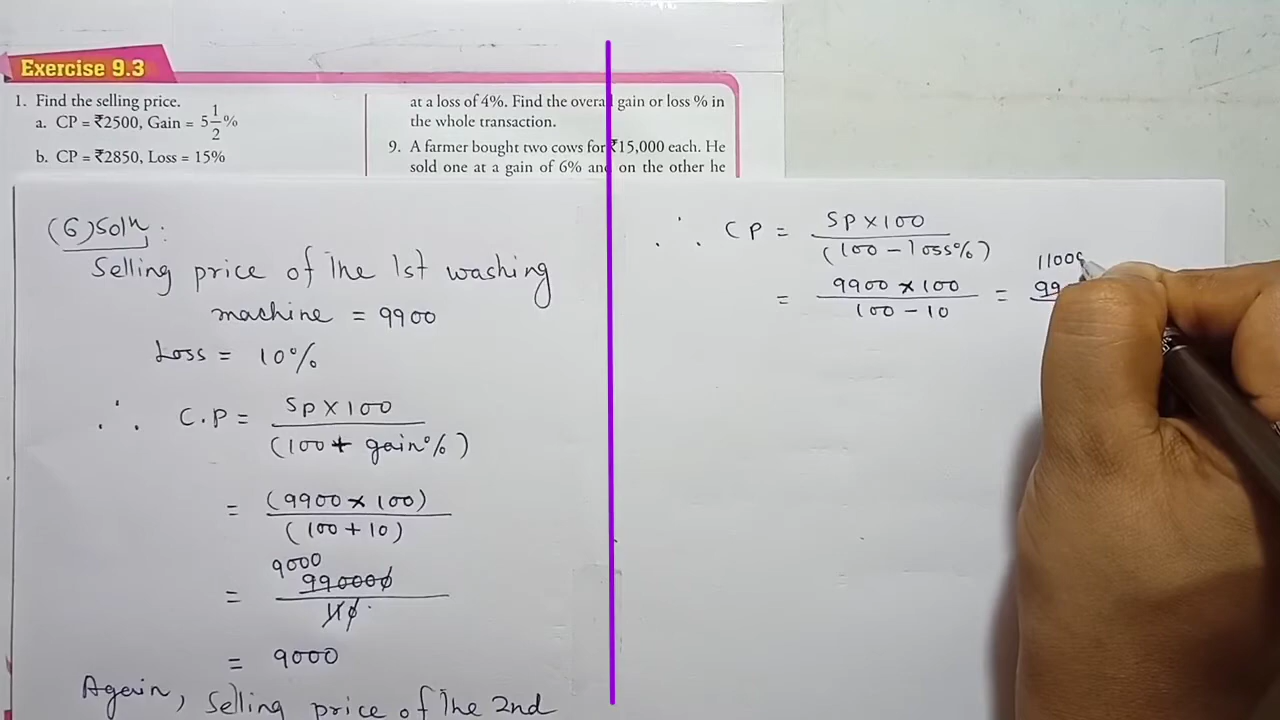 Exercise 9.3
1. Find the selling price.
a. CP = ₹2500, Gain = 5 1/2 %
b. CP = ₹2850, Loss = 15%
at a loss of 4%. Find the overall gain or loss % in
the whole transaction.
9. A farmer bought two cows for ₹15,000 each. He
sold one at a gain of 6% and on the other he
(6) Solⁿ:
Selling price of the 1st washing
machine = 9900
Loss = 10%
∴ C.P = SP × 100
(100 + gain%)
= (9900 × 100)
(100 + 10)
9000
= 990000
110
= 9000
Again, selling price of the 2nd
∴ CP = SP × 100
(100 - loss%)
= 9900 × 100 =
100 - 10
1100
99